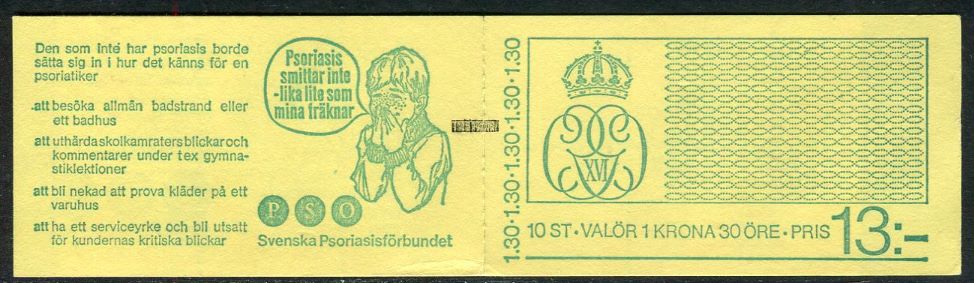 Den som inte har psoriasis borde
sätta sig in i hur det känns för en
psoriatiker
.att besöka allmän badstrand eller
ett badhus
att uthärda skolkamraters blickar och
kommentarer under tex gymna-
stiklektioner
att bli nekad att prova kläder på ett
varuhus
att ha ett serviceyrke och bli utsatt
för kundernas kritiska blickar
Psoriasis
smittar inte
-lika lite som
mina fräknar
P S O
Svenska Psoriasisförbundet
1.30·1.30·1.30·1.30·1.30
XVI
10 ST·VALÖR 1 KRONA 30 ÖRE·PRIS 13:-